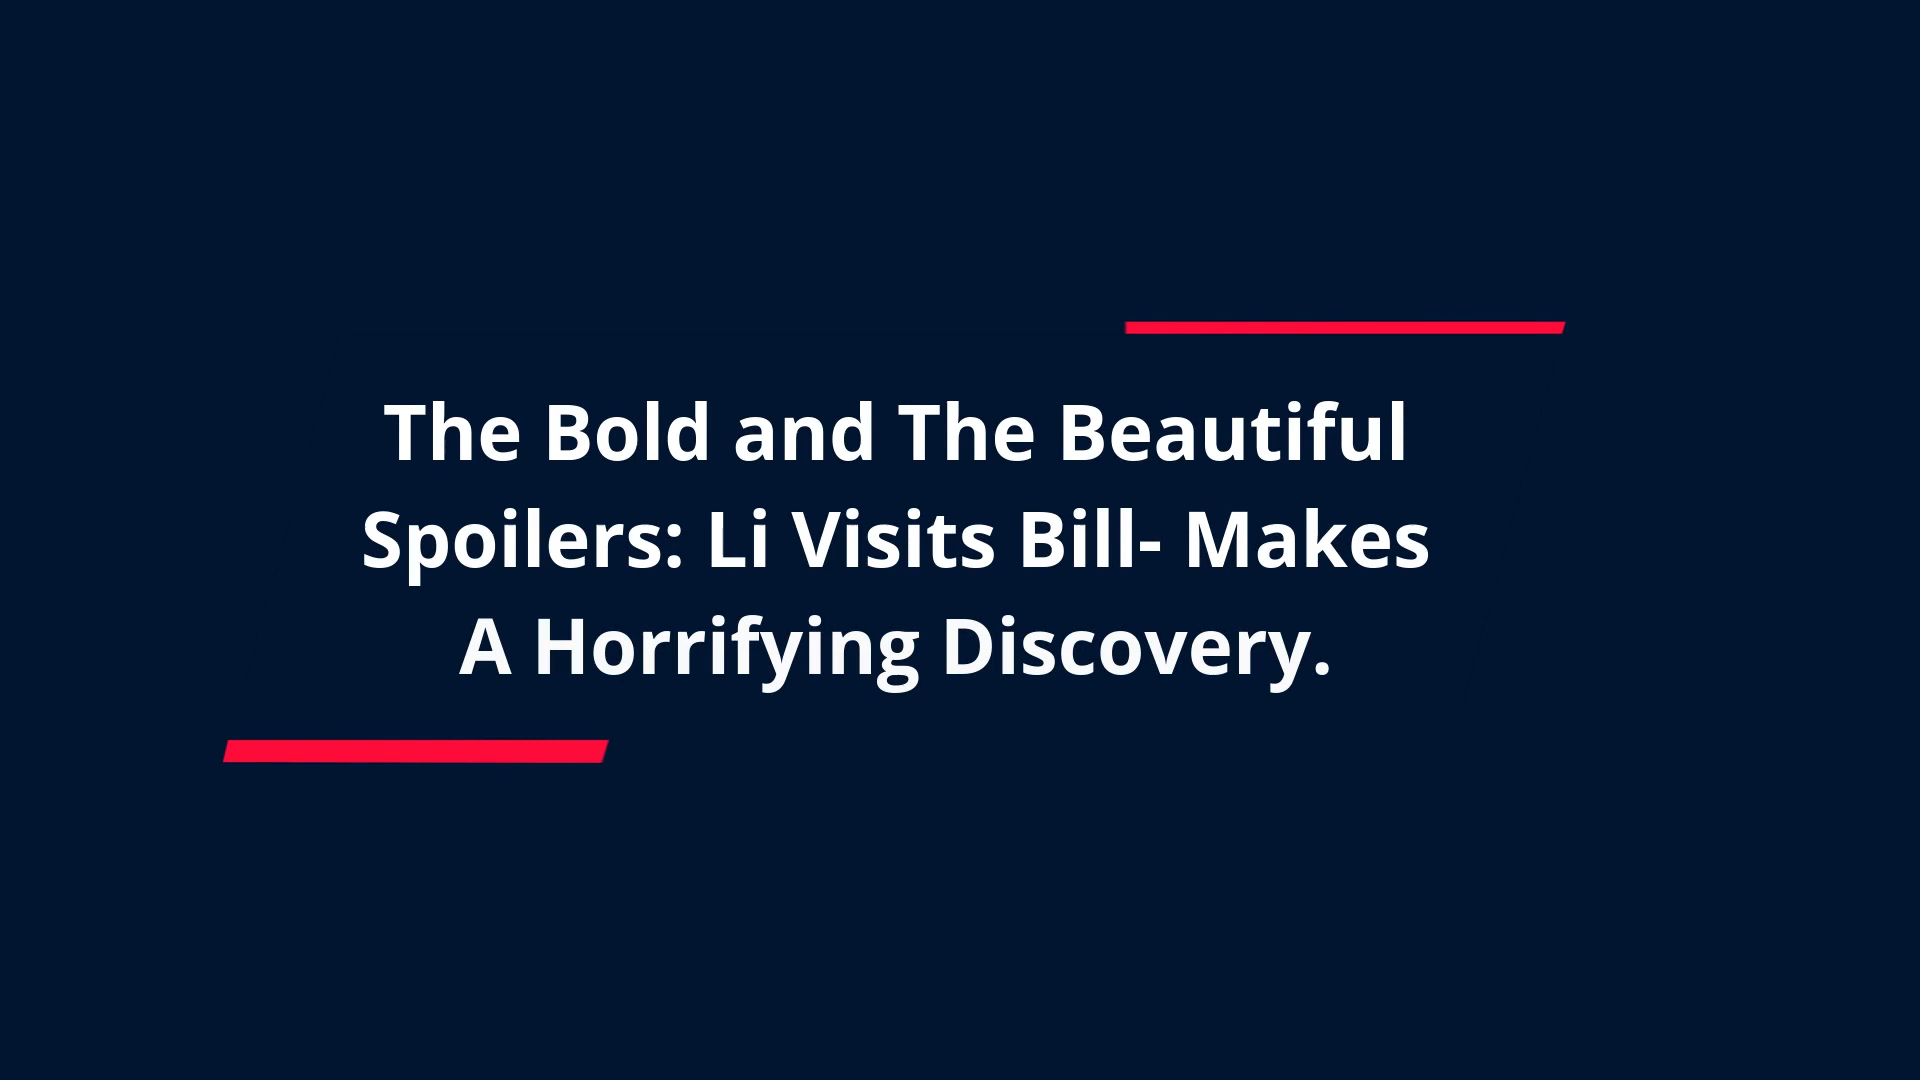 The Bold and The Beautiful
Spoilers: Li Visits Bill- Makes
A Horrifying Discovery.